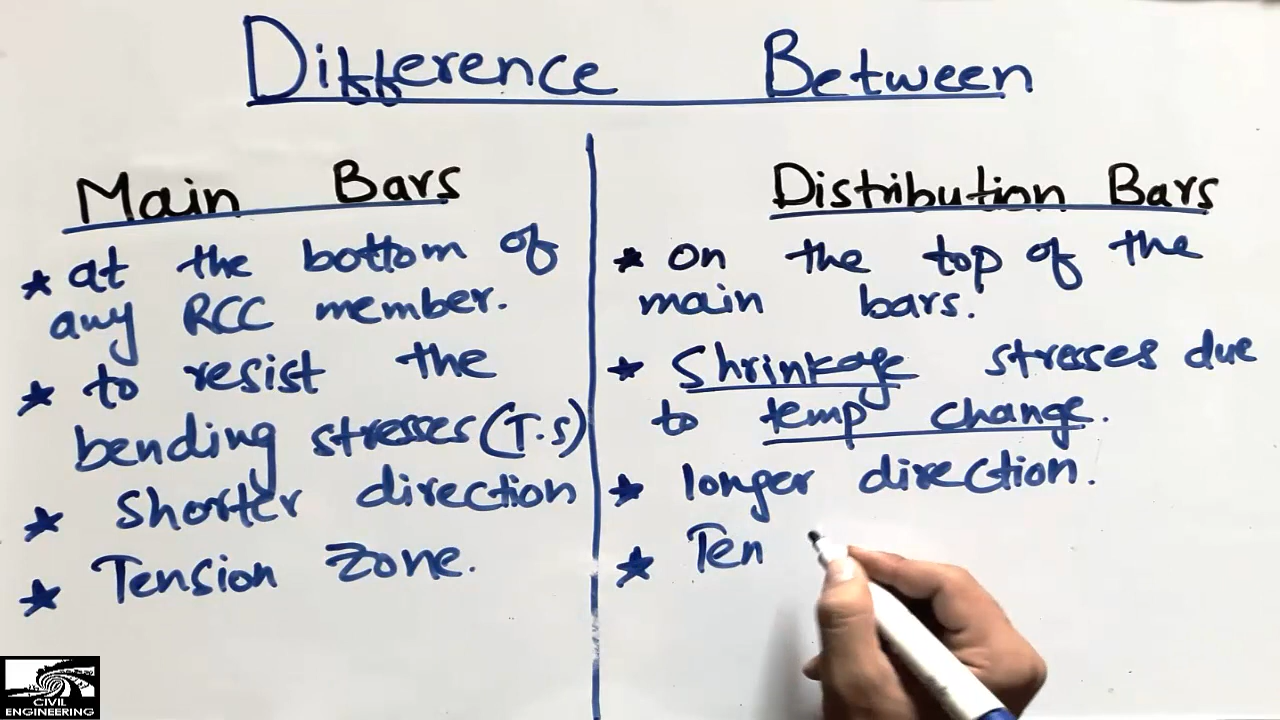 Difference Between
Main Bars
★ at the bottom of
any RCC member.
★ to resist the
bending stresses (T.S)
★ Shorter direction
★ Tension Zone.
Distribution Bars
★ on the top of the
main bars.
★ Shrinkage stresses due
to temp change.
★ longer direction.
★ Ten
CIVIL
ENGINEERING